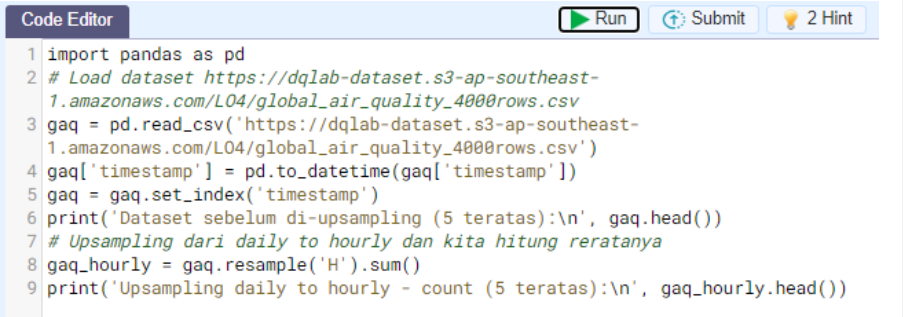 Code Editor Run Submit 2 Hint
1 import pandas as pd
2 # Load dataset https://dqlab-dataset.s3-ap-southeast-
1.amazonaws.com/LO4/global_air_quality_4000rows.csv
3 gaq = pd.read_csv('https://dqlab-dataset.s3-ap-southeast-
1.amazonaws.com/LO4/global_air_quality_4000rows.csv')
4 gaq['timestamp'] = pd.to_datetime(gaq['timestamp'])
5 gaq = gaq.set_index('timestamp')
6 print('Dataset sebelum di-upsampling (5 teratas):\n', gaq.head())
7 # Upsampling dari daily to hourly dan kita hitung reratanya
8 gaq_hourly = gaq.resample('H').sum()
9 print('Upsampling daily to hourly - count (5 teratas):\n', gaq_hourly.head())